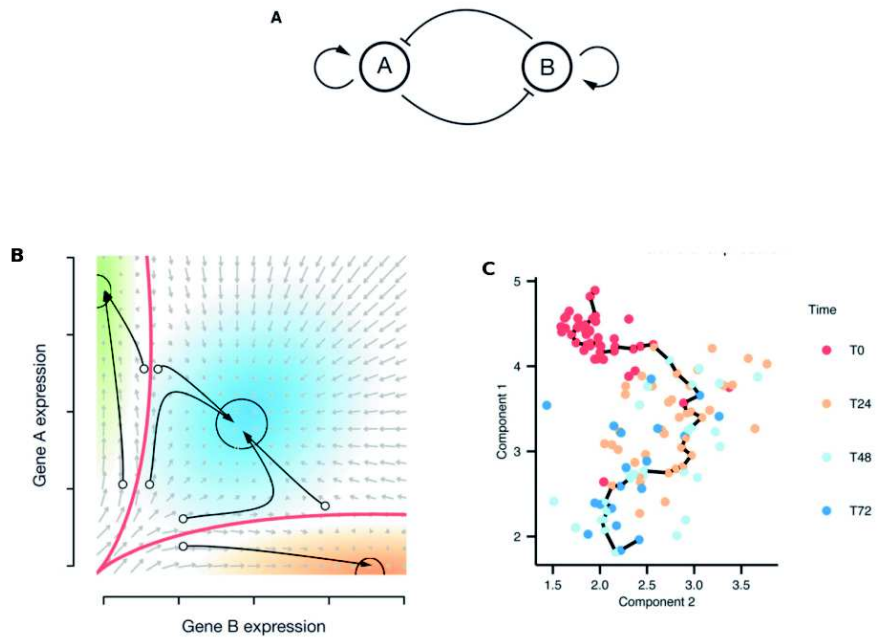 A
A
B
B
Gene A expression
Gene B expression
C
5
4
3
2
Component 1
1.5 2.0 2.5 3.0 3.5
Component 2
Time
T0
T24
T48
T72